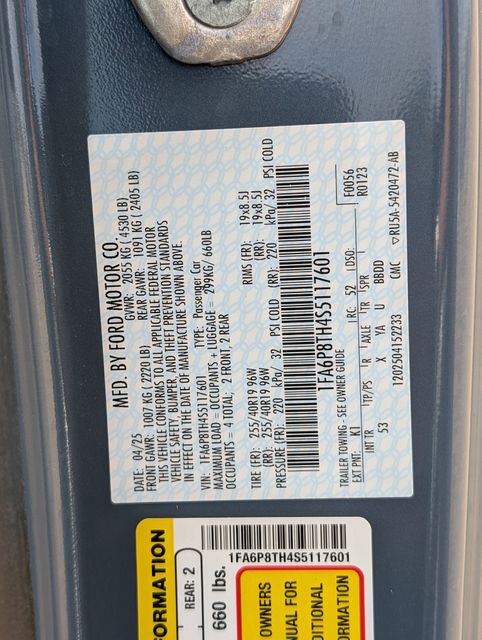 MFD. BY FORD MOTOR CO.
DATE: 04/25 GVWR: 2055 KG ( 4530 LB)
FRONT GAWR: 1007 KG ( 2220 LB) REAR GAWR: 1091 KG ( 2405 LB)
THIS VEHICLE CONFORMS TO ALL APPLICABLE FEDERAL MOTOR
VEHICLE SAFETY, BUMPER, AND THEFT PREVENTION STANDARDS
IN EFFECT ON THE DATE OF MANUFACTURE SHOWN ABOVE.
VIN: 1FA6P8TH4S5117601 TYPE: Passenger Car
MAXIMUM LOAD = OCCUPANTS + LUGGAGE = 299KG/ 660LB
OCCUPANTS = 4 TOTAL; 2 FRONT, 2 REAR
TIRE (FR): 255/40R19 96W RIMS (FR): 19x8.5J
(RR): 255/40R19 96W (RR): 19x8.5J
PRESSURE (FR): 220 kPa/ 32 PSI COLD (RR): 220 kPa/ 32 PSI COLD
1FA6P8TH4S5117601
TRAILER TOWING - SEE OWNER GUIDE F0056
EXT PNT: K1 RC: 52 DSO: R0123
INT TR TP/PS R AXLE TR SPR
53 X YA U BBDD
1202504152233 CMC ▽RU5A-5420472-AB
1FA6P8TH4S5117601
FORMATION
REAR: 2
660 lbs.
OWNERS
NUAL FOR
DITIONAL
ORMATION